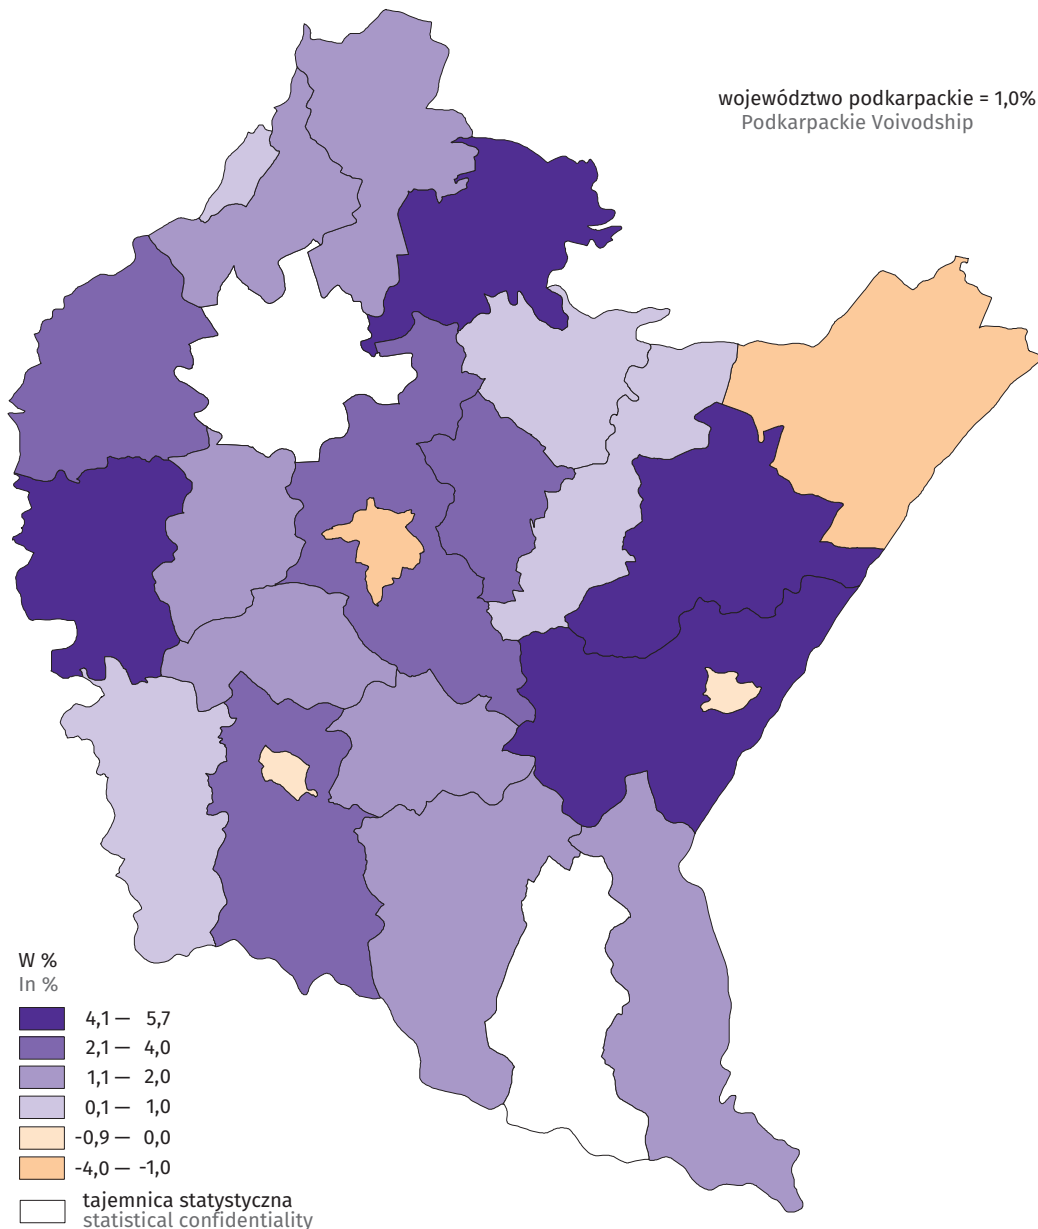 województwo podkarpackie = 1,0%
Podkarpackie Voivodship
W %
In %
4,1 — 5,7
2,1 — 4,0
1,1 — 2,0
0,1 — 1,0
-0,9 — 0,0
-4,0 — -1,0
tajemnica statystyczna
statistical confidentiality